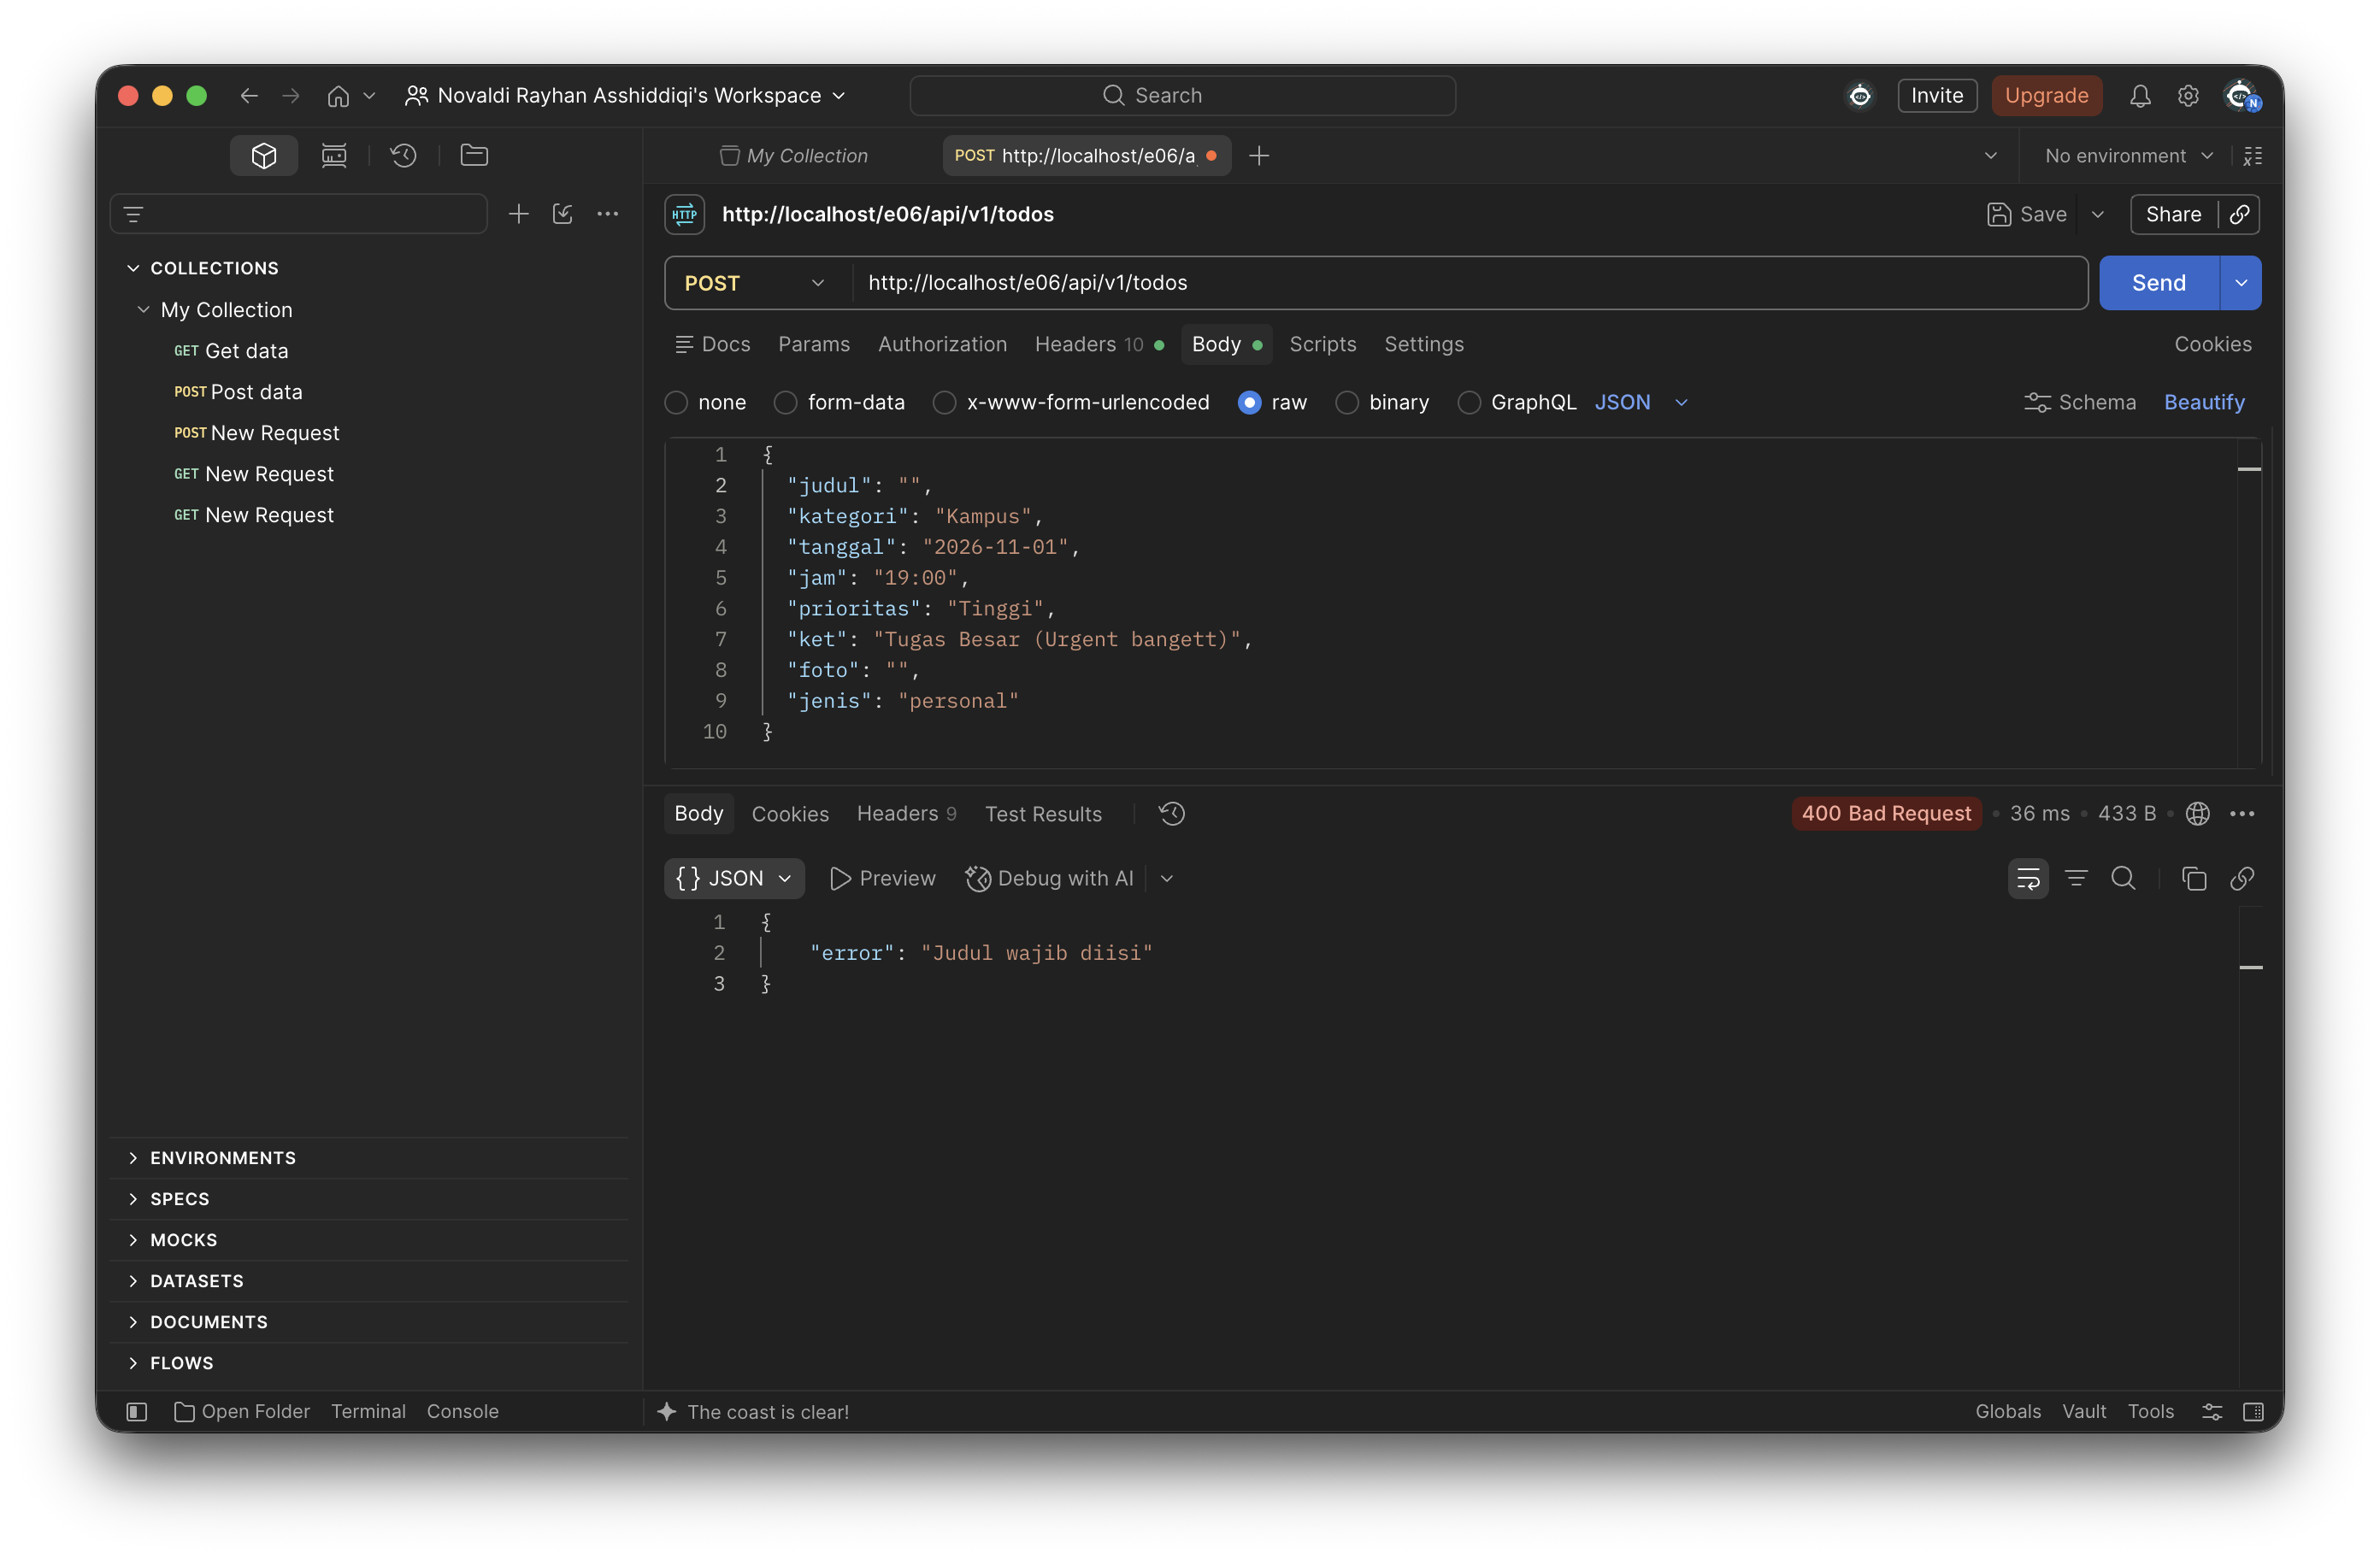 Novaldi Rayhan Asshiddiqi's Workspace
Search
Invite
Upgrade
N
My Collection
POST http://localhost/e06/a
No environment
HTTP http://localhost/e06/api/v1/todos
Save
Share
COLLECTIONS
My Collection
GET Get data
POST Post data
POST New Request
GET New Request
GET New Request
POST http://localhost/e06/api/v1/todos
Send
Docs Params Authorization Headers 10 Body Scripts Settings Cookies
none form-data x-www-form-urlencoded raw binary GraphQL JSON Schema Beautify
1 {
2 "judul": "",
3 "kategori": "Kampus",
4 "tanggal": "2026-11-01",
5 "jam": "19:00",
6 "prioritas": "Tinggi",
7 "ket": "Tugas Besar (Urgent bangett)",
8 "foto": "",
9 "jenis": "personal"
10 }
Body Cookies Headers 9 Test Results 400 Bad Request • 36 ms • 433 B
{} JSON Preview Debug with AI
1 {
2 "error": "Judul wajib diisi"
3 }
ENVIRONMENTS
SPECS
MOCKS
DATASETS
DOCUMENTS
FLOWS
Open Folder Terminal Console The coast is clear! Globals Vault Tools